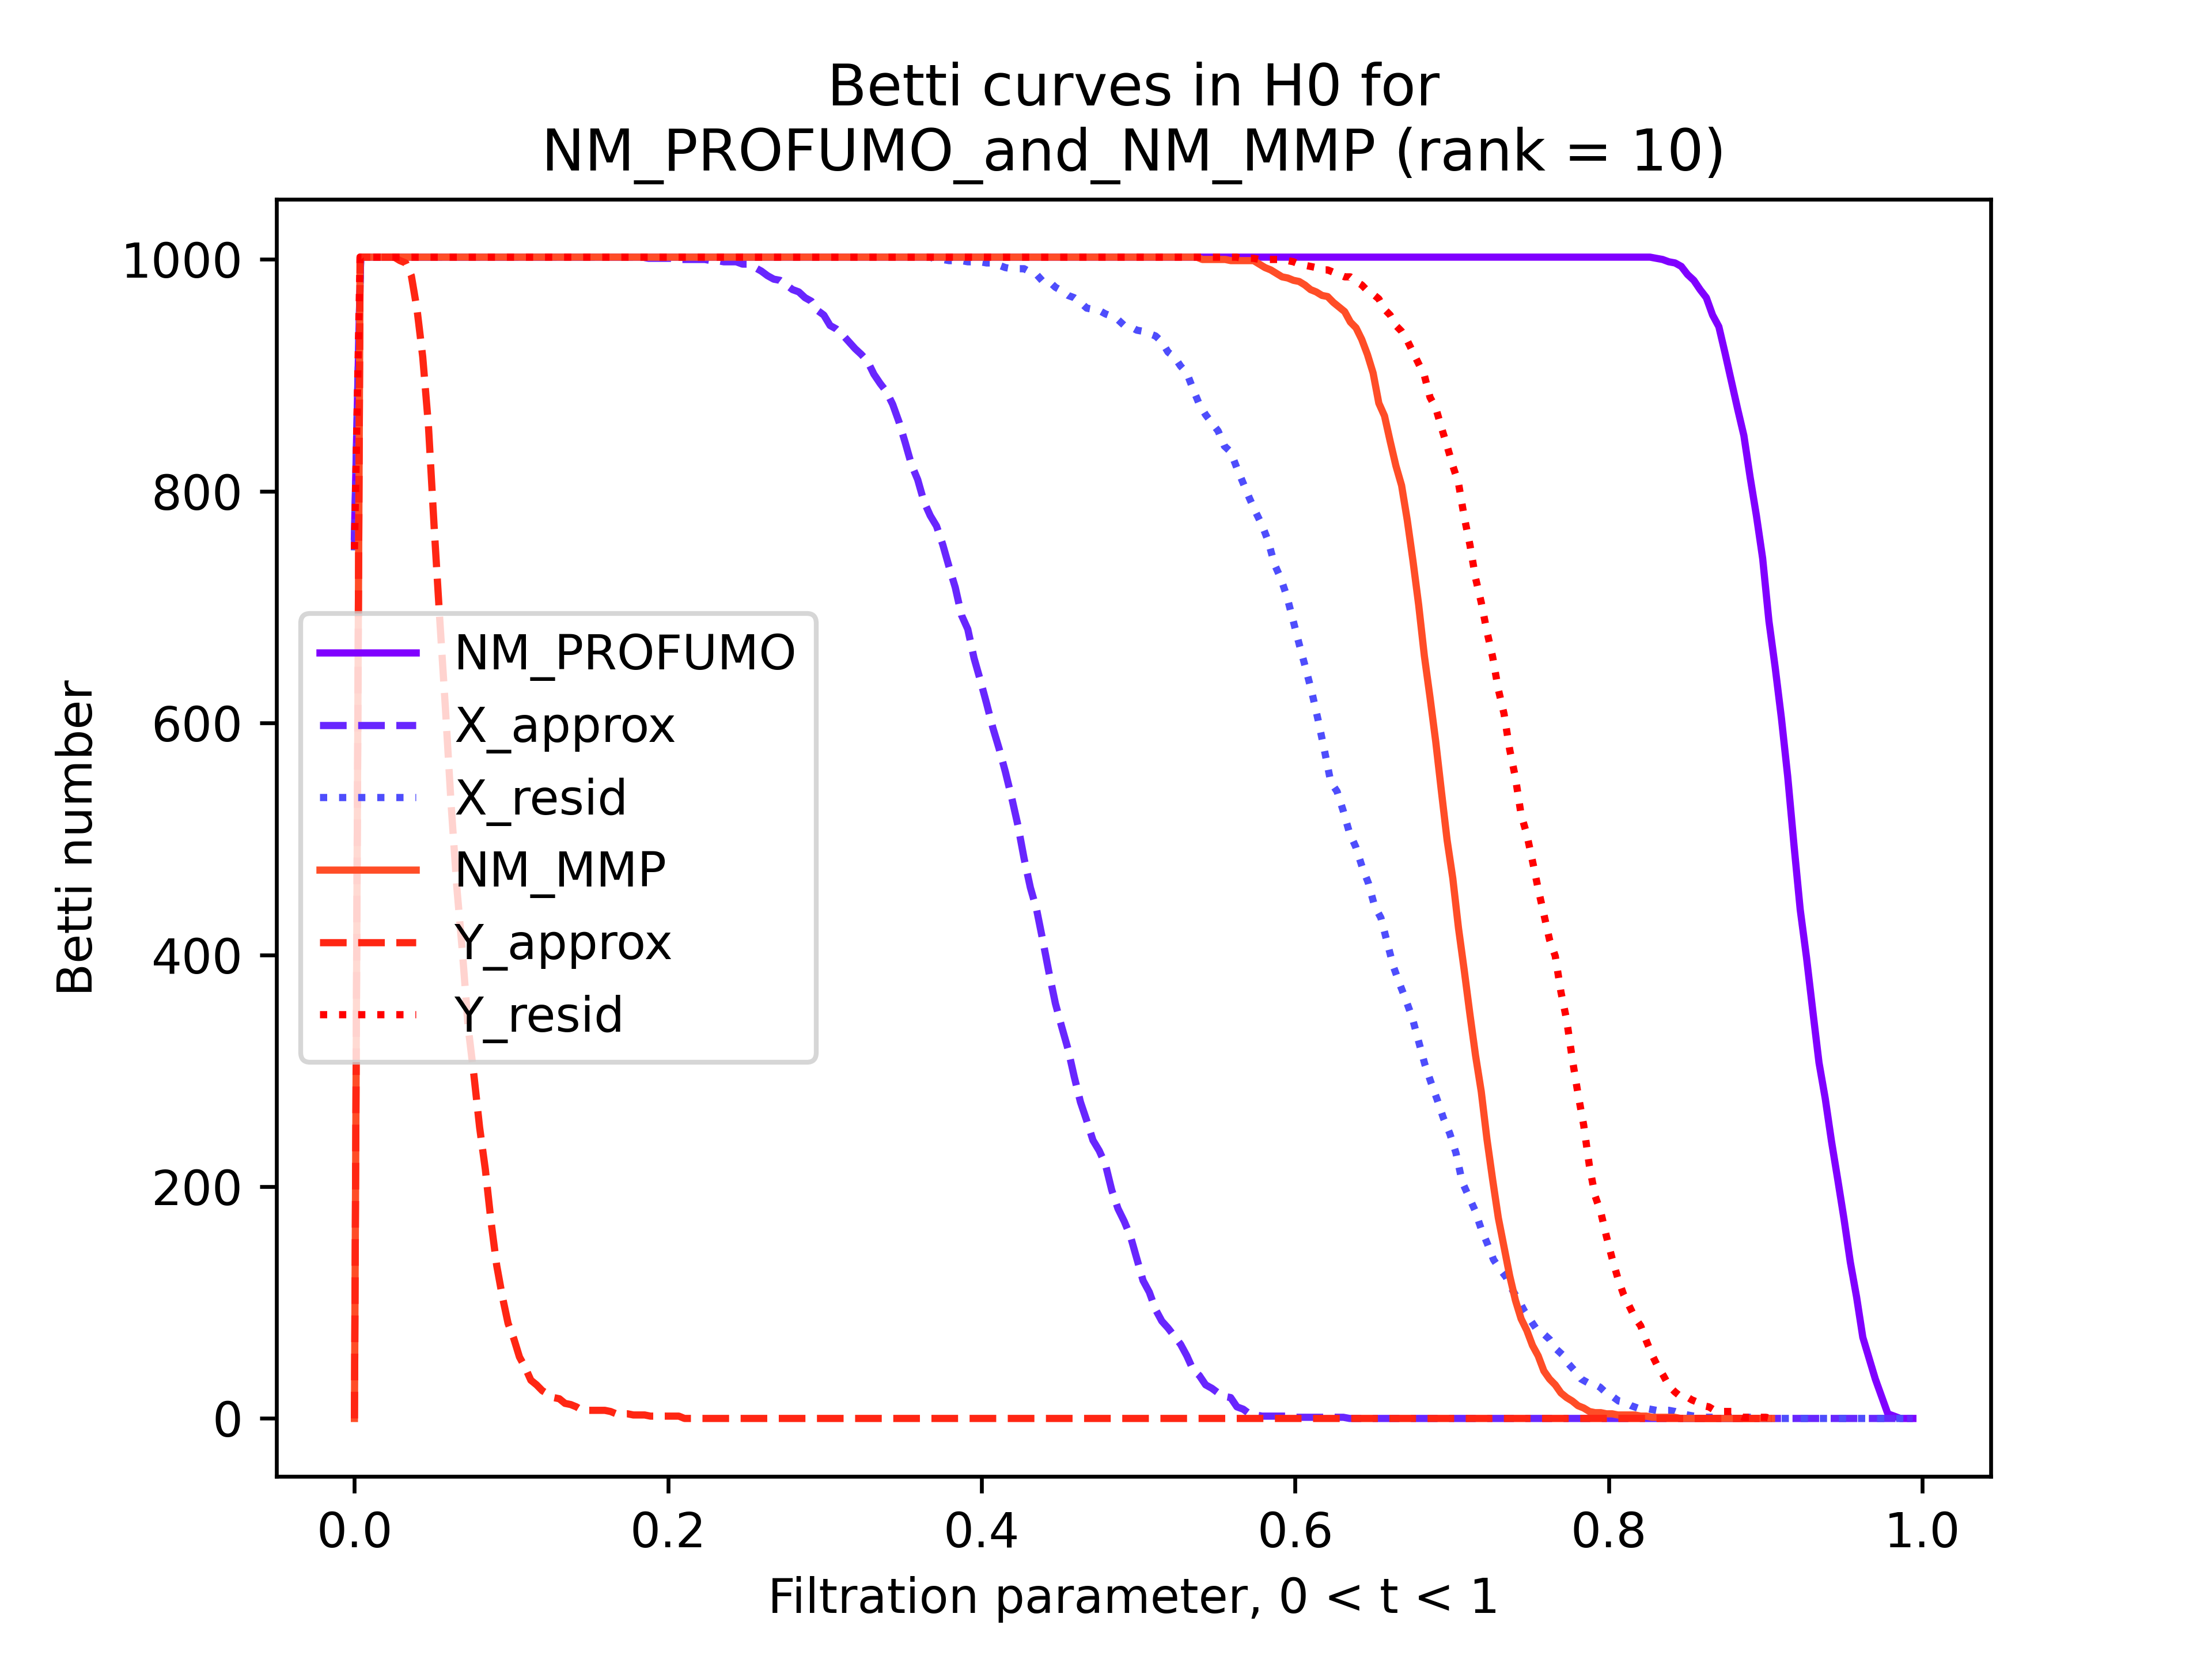 Betti curves in H0 for
NM_PROFUMO_and_NM_MMP (rank = 10)
Betti number
1000
800
600
400
200
0
NM_PROFUMO
X_approx
X_resid
NM_MMP
Y_approx
Y_resid
0.0 0.2 0.4 0.6 0.8 1.0
Filtration parameter, 0 < t < 1